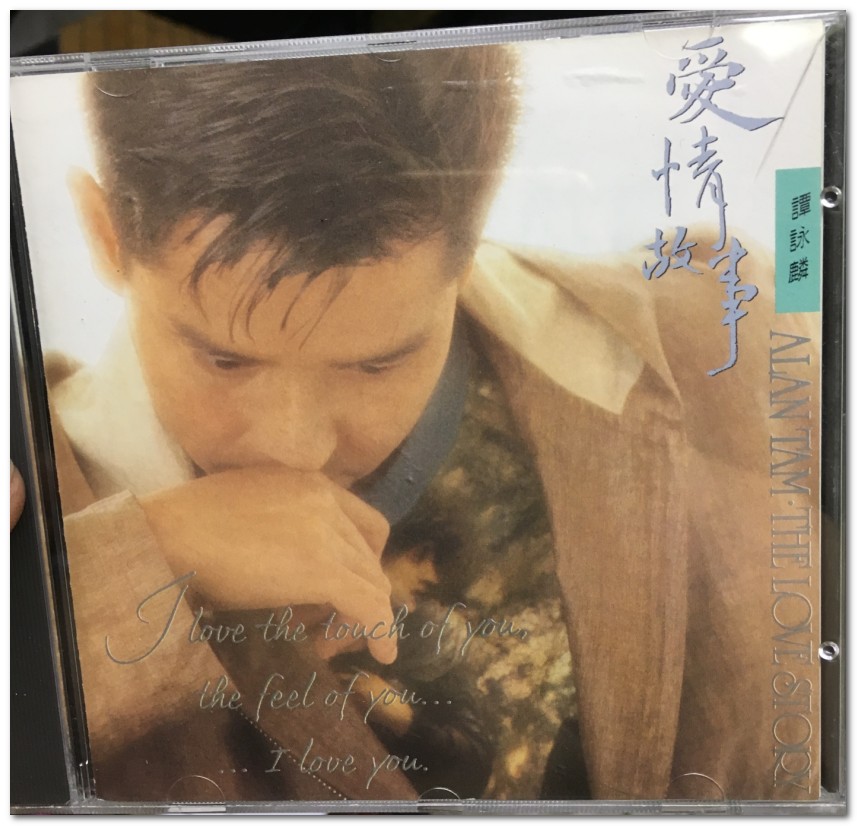 愛情故事
譚詠麟
ALAN TAM · THE LOVE STORY
I love the touch of you,
the feel of you...
... I love you.